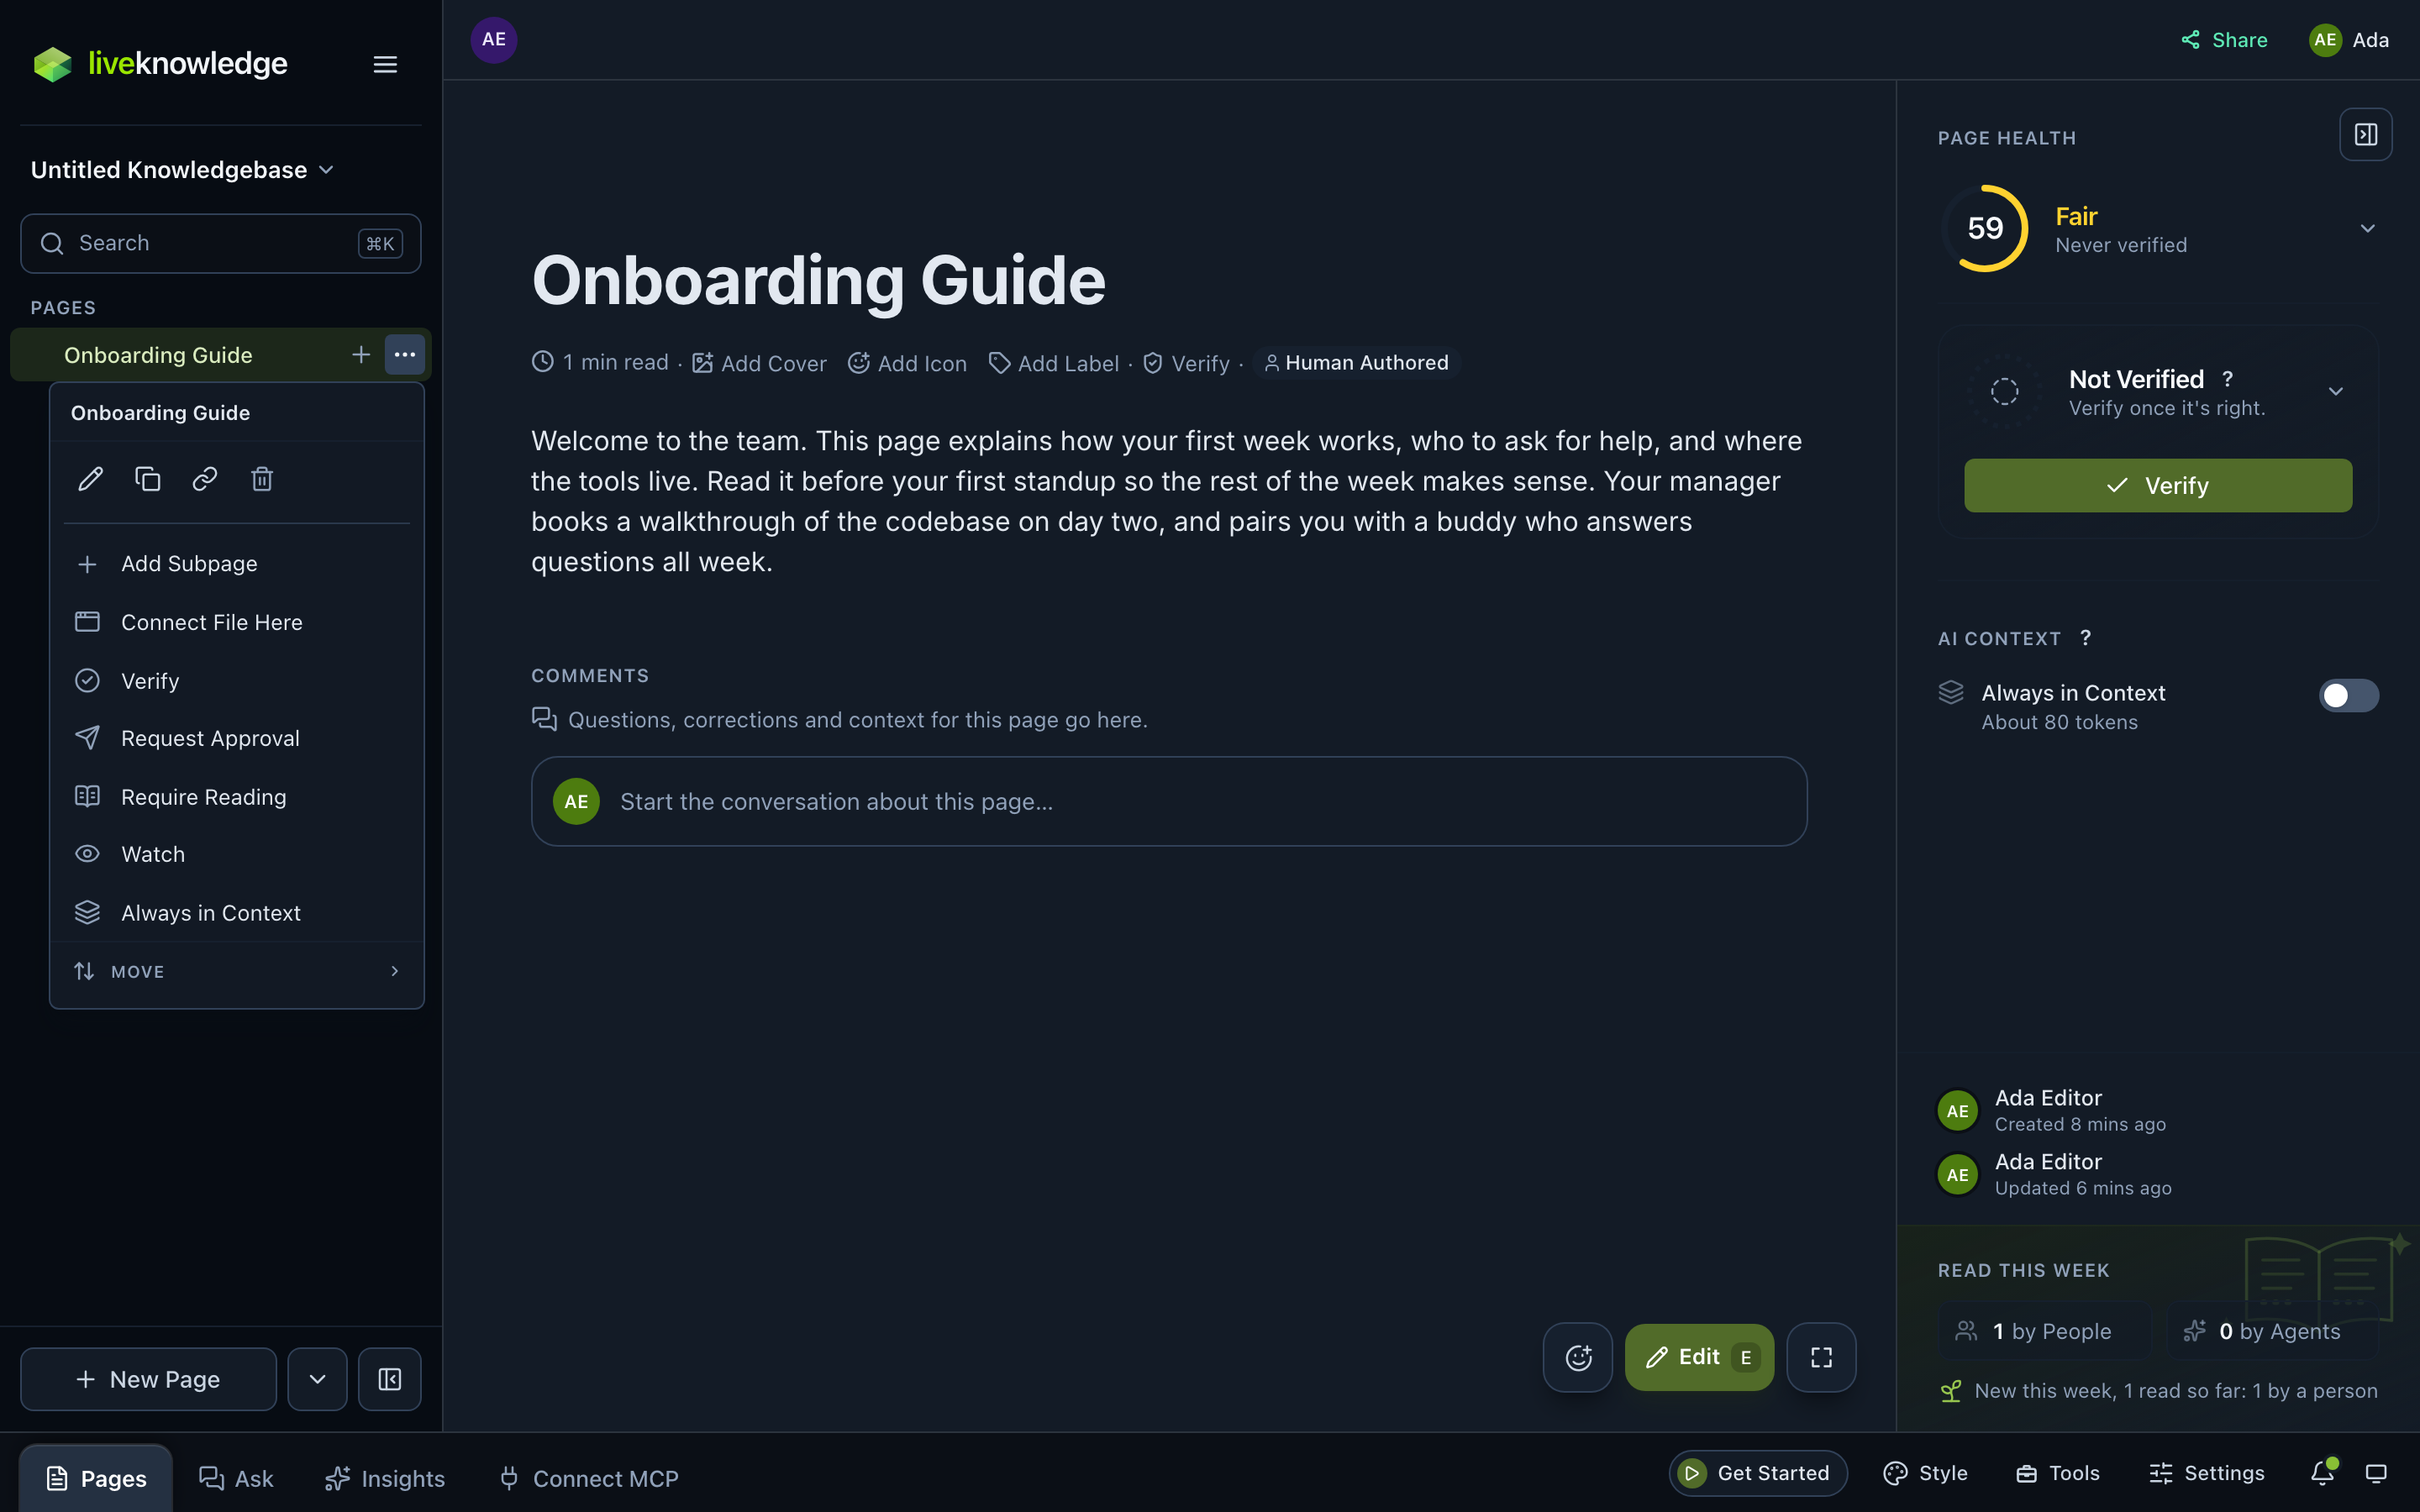 liveknowledge
Untitled Knowledgebase
Search
⌘K
PAGES
Onboarding Guide
Onboarding Guide
Add Subpage
Connect File Here
Verify
Request Approval
Require Reading
Watch
Always in Context
MOVE
New Page
AE
Share
AE Ada
Onboarding Guide
1 min read · Add Cover Add Icon Add Label · Verify · Human Authored
Welcome to the team. This page explains how your first week works, who to ask for help, and where
the tools live. Read it before your first standup so the rest of the week makes sense. Your manager
books a walkthrough of the codebase on day two, and pairs you with a buddy who answers
questions all week.
COMMENTS
Questions, corrections and context for this page go here.
AE Start the conversation about this page...
Edit E
PAGE HEALTH
59
Fair
Never verified
Not Verified ?
Verify once it's right.
Verify
AI CONTEXT ?
Always in Context
About 80 tokens
AE
Ada Editor
Created 8 mins ago
AE
Ada Editor
Updated 6 mins ago
READ THIS WEEK
1 by People
0 by Agents
New this week, 1 read so far: 1 by a person
Pages
Ask
Insights
Connect MCP
Get Started
Style
Tools
Settings